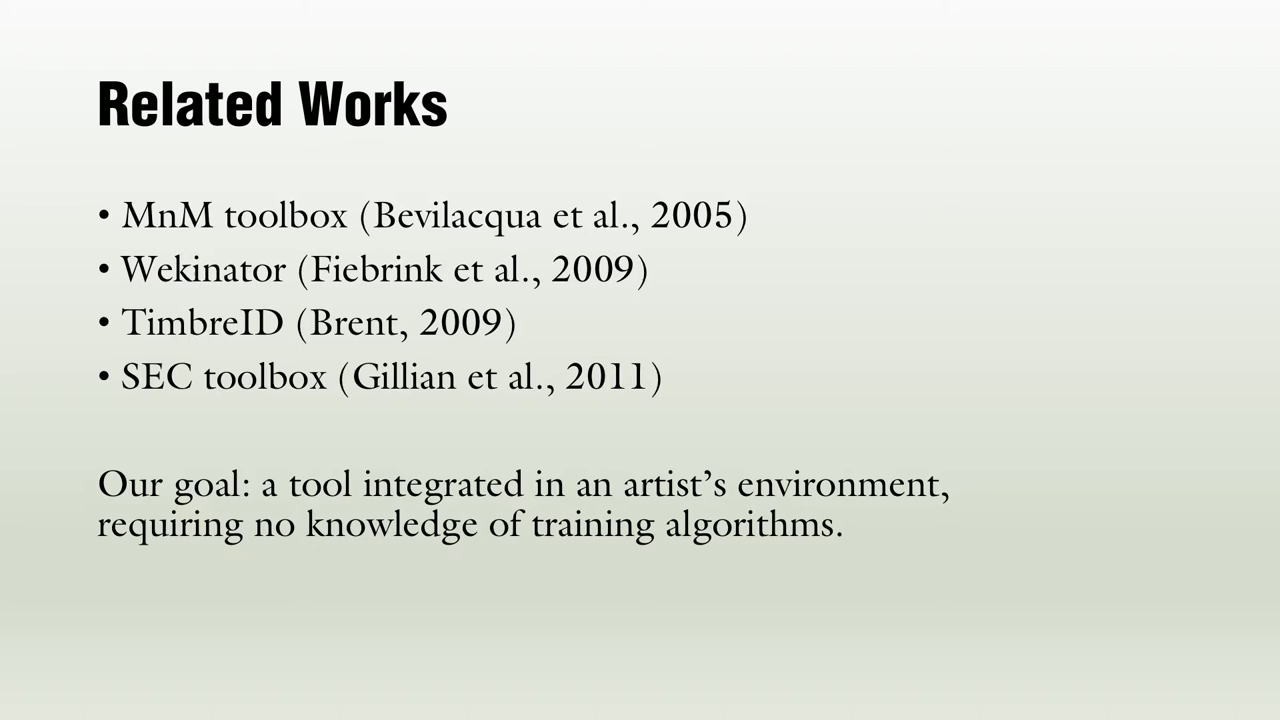 Related Works
• MnM toolbox (Bevilacqua et al., 2005)
• Wekinator (Fiebrink et al., 2009)
• TimbreID (Brent, 2009)
• SEC toolbox (Gillian et al., 2011)
Our goal: a tool integrated in an artist’s environment,
requiring no knowledge of training algorithms.